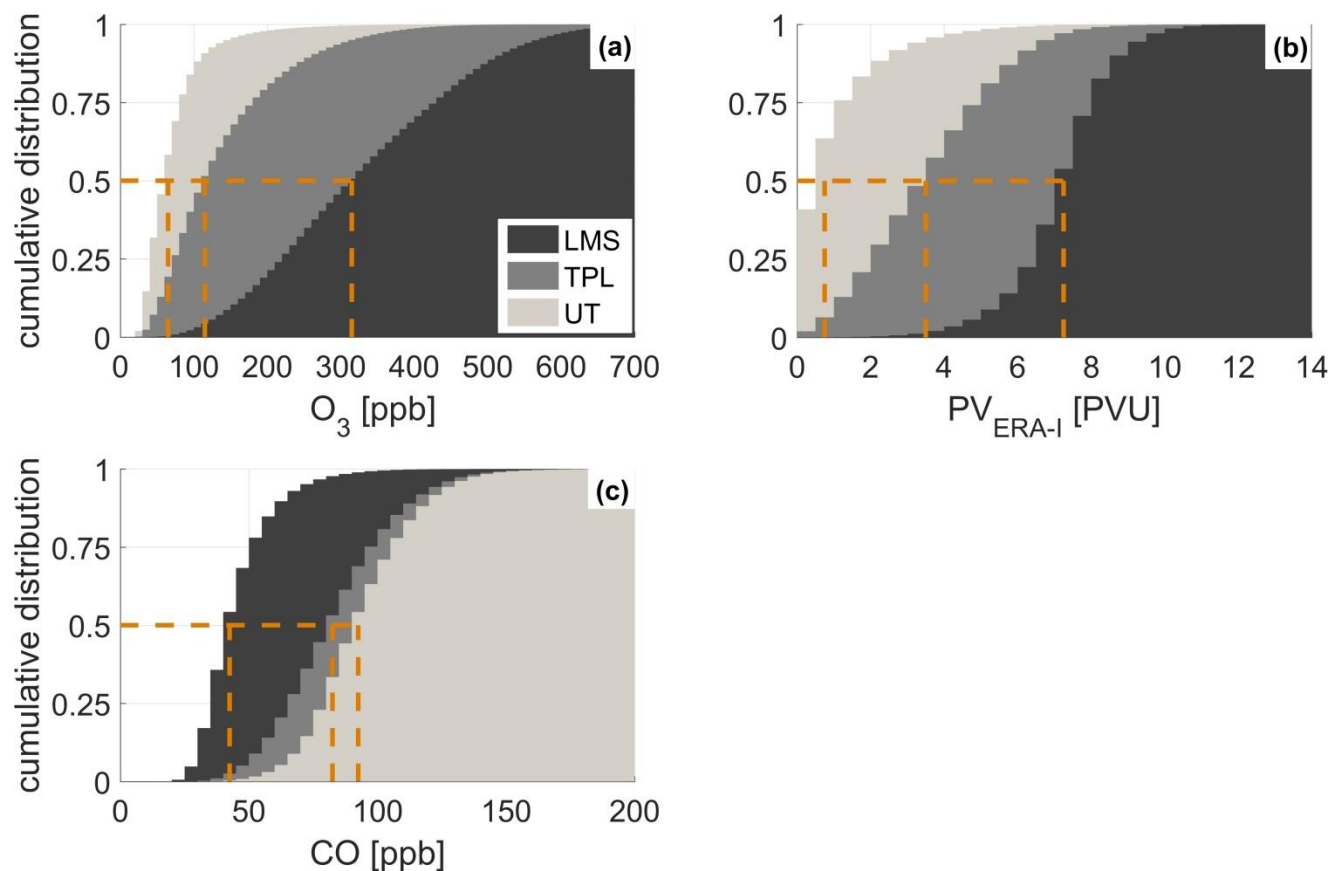 1
0.75
0.5
0.25
0
cumulative distribution
(a)
LMS
TPL
UT
0 100 200 300 400 500 600 700
O3 [ppb]
1
0.75
0.5
0.25
0
(b)
0 2 4 6 8 10 12 14
PVERA-I [PVU]
1
0.75
0.5
0.25
0
cumulative distribution
(c)
0 50 100 150 200
CO [ppb]